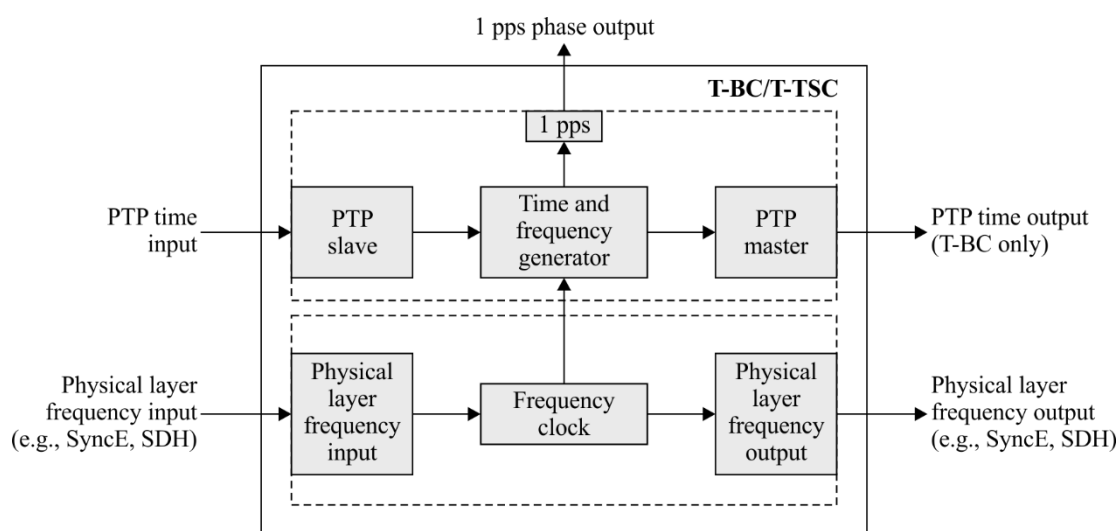 1 pps phase output
T-BC/T-TSC
1 pps
PTP time
input
PTP
slave
Time and
frequency
generator
PTP
master
PTP time output
(T-BC only)
Physical layer
frequency input
(e.g., SyncE, SDH)
Physical
layer
frequency
input
Frequency
clock
Physical
layer
frequency
output
Physical layer
frequency output
(e.g., SyncE, SDH)